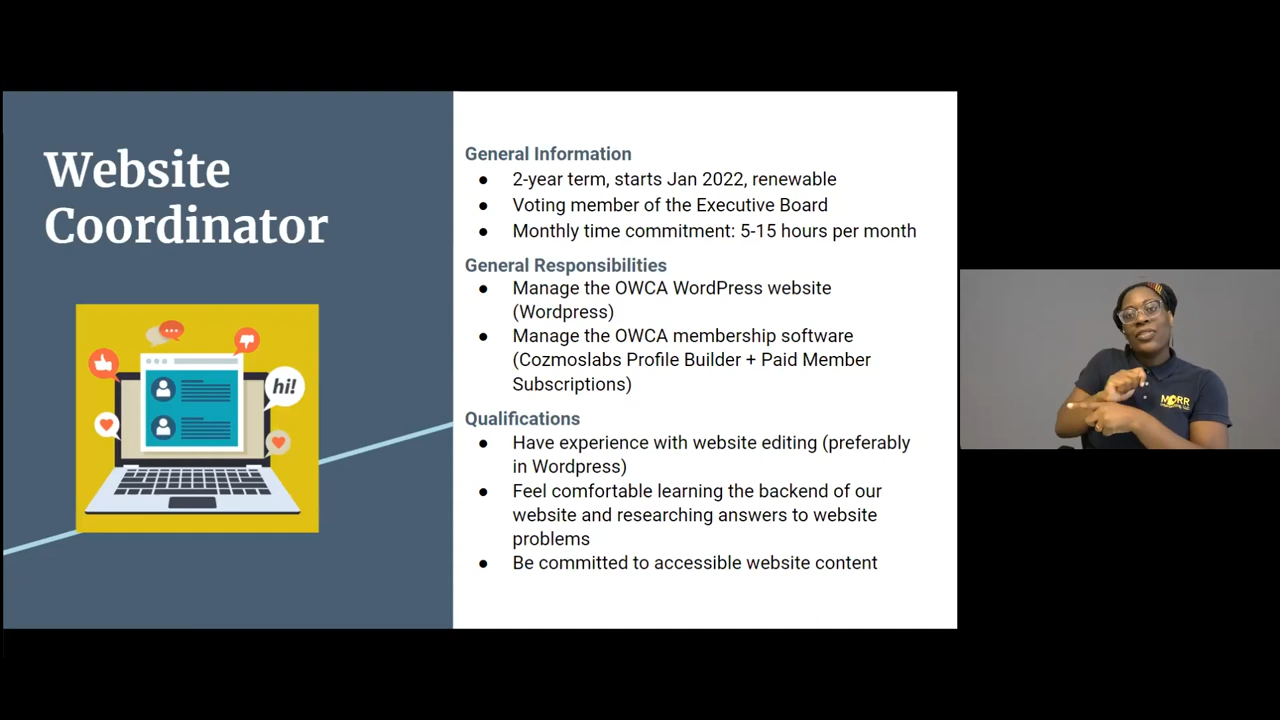 Website
Coordinator
hi!
General Information
● 2-year term, starts Jan 2022, renewable
● Voting member of the Executive Board
● Monthly time commitment: 5-15 hours per month
General Responsibilities
● Manage the OWCA WordPress website
(Wordpress)
● Manage the OWCA membership software
(Cozmoslabs Profile Builder + Paid Member
Subscriptions)
Qualifications
● Have experience with website editing (preferably
in Wordpress)
● Feel comfortable learning the backend of our
website and researching answers to website
problems
● Be committed to accessible website content
MORR